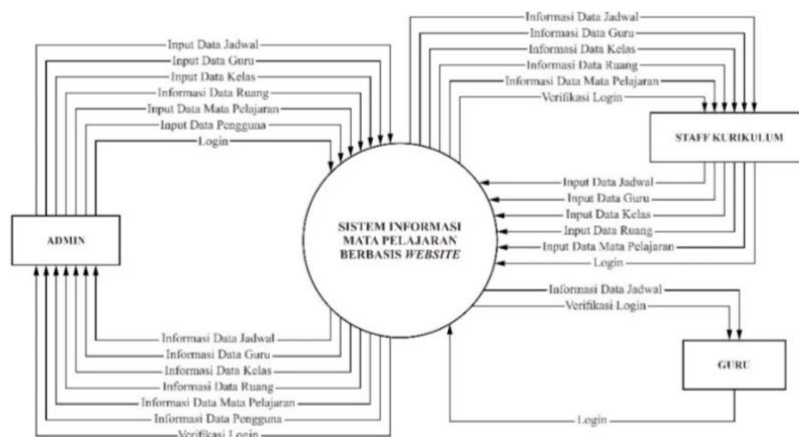 Input Data Jadwal
Input Data Guru
Input Data Kelas
Informasi Data Ruang
Input Data Mata Pelajaran
Input Data Pengguna
Login
ADMIN
Informasi Data Jadwal
Informasi Data Guru
Informasi Data Kelas
Informasi Data Ruang
Informasi Data Mata Pelajaran
Informasi Data Pengguna
Verifikasi Login
SISTEM INFORMASI
MATA PELAJARAN
BERBASIS WEBSITE
Informasi Data Jadwal
Informasi Data Guru
Informasi Data Kelas
Informasi Data Ruang
Informasi Data Mata Pelajaran
Verifikasi Login
STAFF KURIKULUM
Input Data Jadwal
Input Data Guru
Input Data Kelas
Input Data Ruang
Input Data Mata Pelajaran
Login
Informasi Data Jadwal
Verifikasi Login
GURU
Login